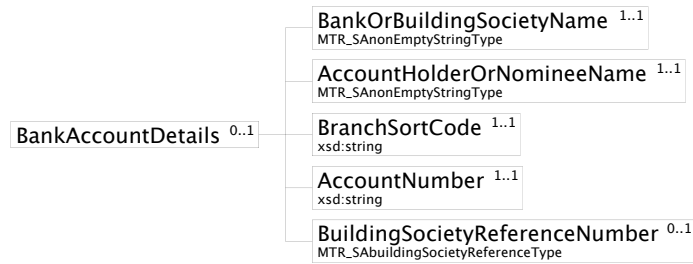 BankOrBuildingSocietyName 1..1
MTR_SAnonEmptyStringType
AccountHolderOrNomineeName 1..1
MTR_SAnonEmptyStringType
BankAccountDetails 0..1
BranchSortCode 1..1
xsd:string
AccountNumber 1..1
xsd:string
BuildingSocietyReferenceNumber 0..1
MTR_SAbuildingSocietyReferenceType